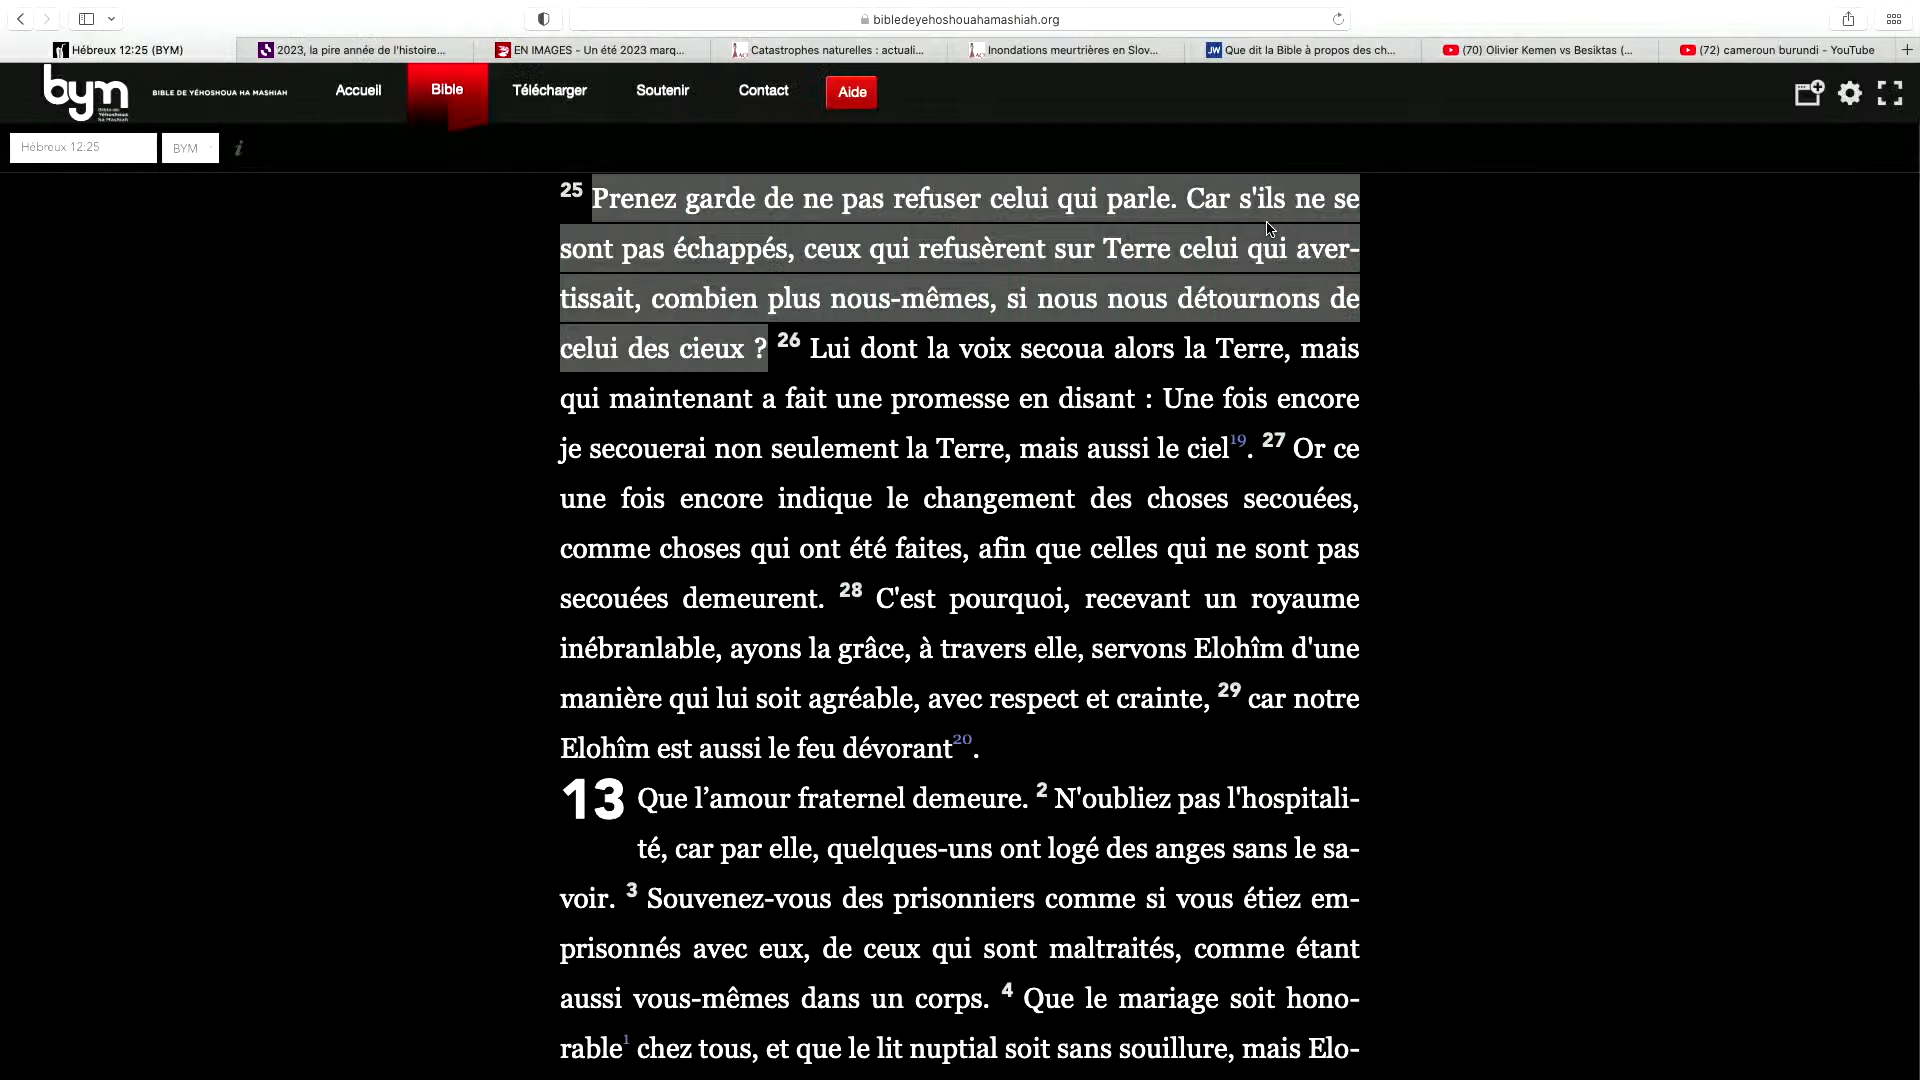 bibledeyehoshouahamashiah.org
Hébreux 12:25 (BYM)
2023, la pire année de l'histoire...
EN IMAGES - Un été 2023 marq...
Catastrophes naturelles : actuali...
Inondations meurtrières en Slov...
JW Que dit la Bible à propos des ch...
(70) Olivier Kemen vs Besiktas (...
(72) cameroun burundi - YouTube
bym
Bible de
Yéhoshoua
ha Mashiah
BIBLE DE YÉHOSHOUA HA MASHIAH
Accueil
Bible
Télécharger
Soutenir
Contact
Aide
Hébreux 12:25
BYM
i
25 Prenez garde de ne pas refuser celui qui parle. Car s'ils ne se
sont pas échappés, ceux qui refusèrent sur Terre celui qui aver-
tissait, combien plus nous-mêmes, si nous nous détournons de
celui des cieux ? 26 Lui dont la voix secoua alors la Terre, mais
qui maintenant a fait une promesse en disant : Une fois encore
je secouerai non seulement la Terre, mais aussi le ciel19. 27 Or ce
une fois encore indique le changement des choses secouées,
comme choses qui ont été faites, afin que celles qui ne sont pas
secouées demeurent. 28 C'est pourquoi, recevant un royaume
inébranlable, ayons la grâce, à travers elle, servons Elohîm d'une
manière qui lui soit agréable, avec respect et crainte, 29 car notre
Elohîm est aussi le feu dévorant20.
13 Que l’amour fraternel demeure. 2 N'oubliez pas l'hospitali-
té, car par elle, quelques-uns ont logé des anges sans le sa-
voir. 3 Souvenez-vous des prisonniers comme si vous étiez em-
prisonnés avec eux, de ceux qui sont maltraités, comme étant
aussi vous-mêmes dans un corps. 4 Que le mariage soit hono-
rable1 chez tous, et que le lit nuptial soit sans souillure, mais Elo-